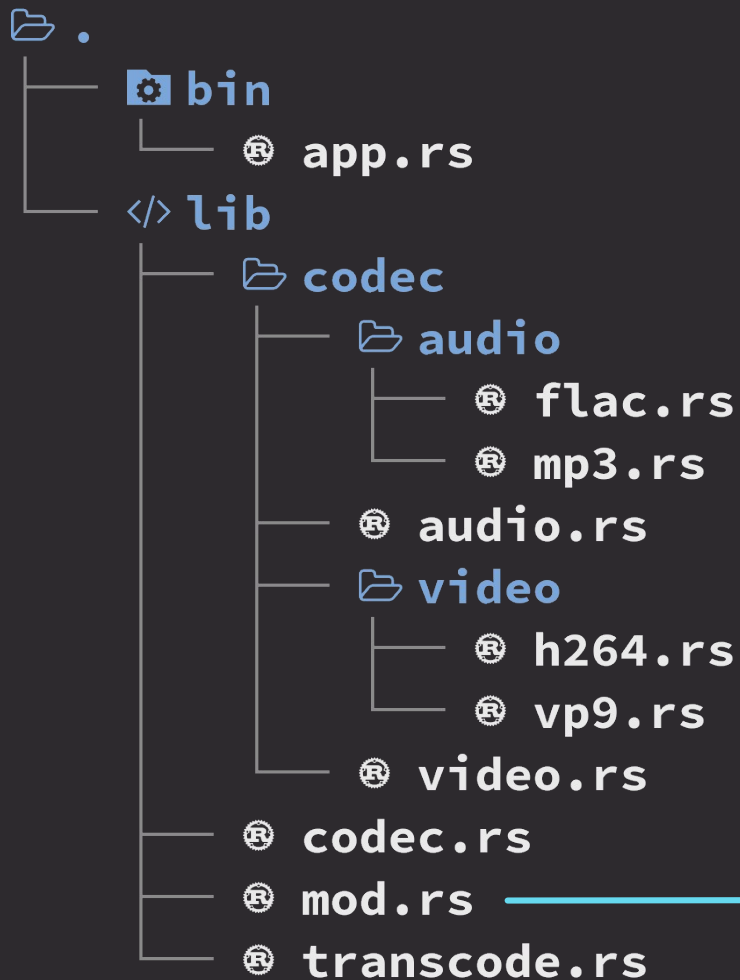 .
bin
app.rs
</> lib
codec
audio
flac.rs
mp3.rs
audio.rs
video
h264.rs
vp9.rs
video.rs
codec.rs
mod.rs
transcode.rs